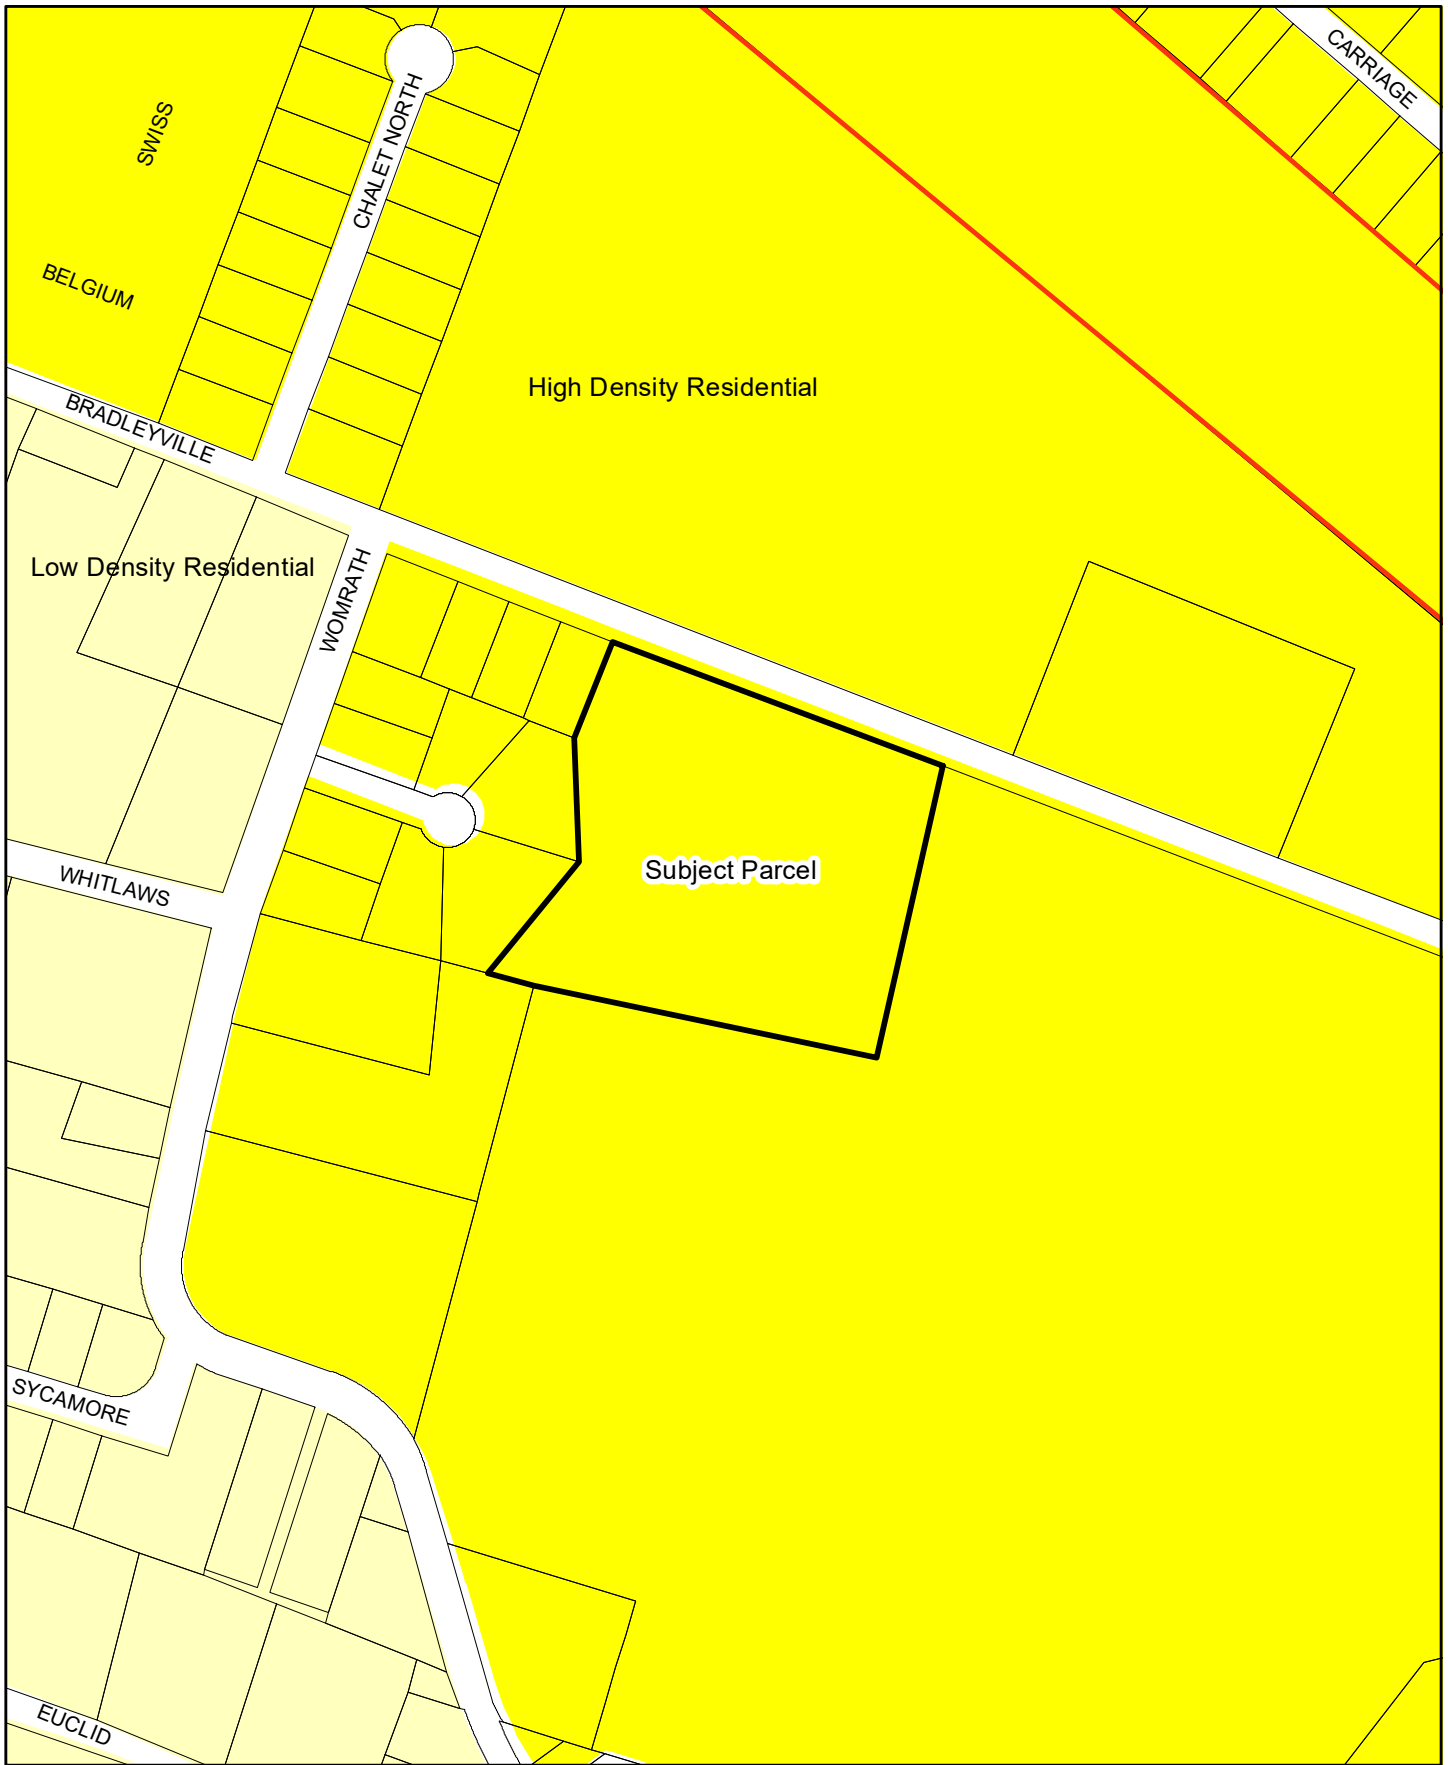 CARRIAGE
SWISS
CHALET NORTH
BELGIUM
High Density Residential
BRADLEYVILLE
Low Density Residential
WOMRATH
Subject Parcel
WHITLAWS
SYCAMORE
EUCLID